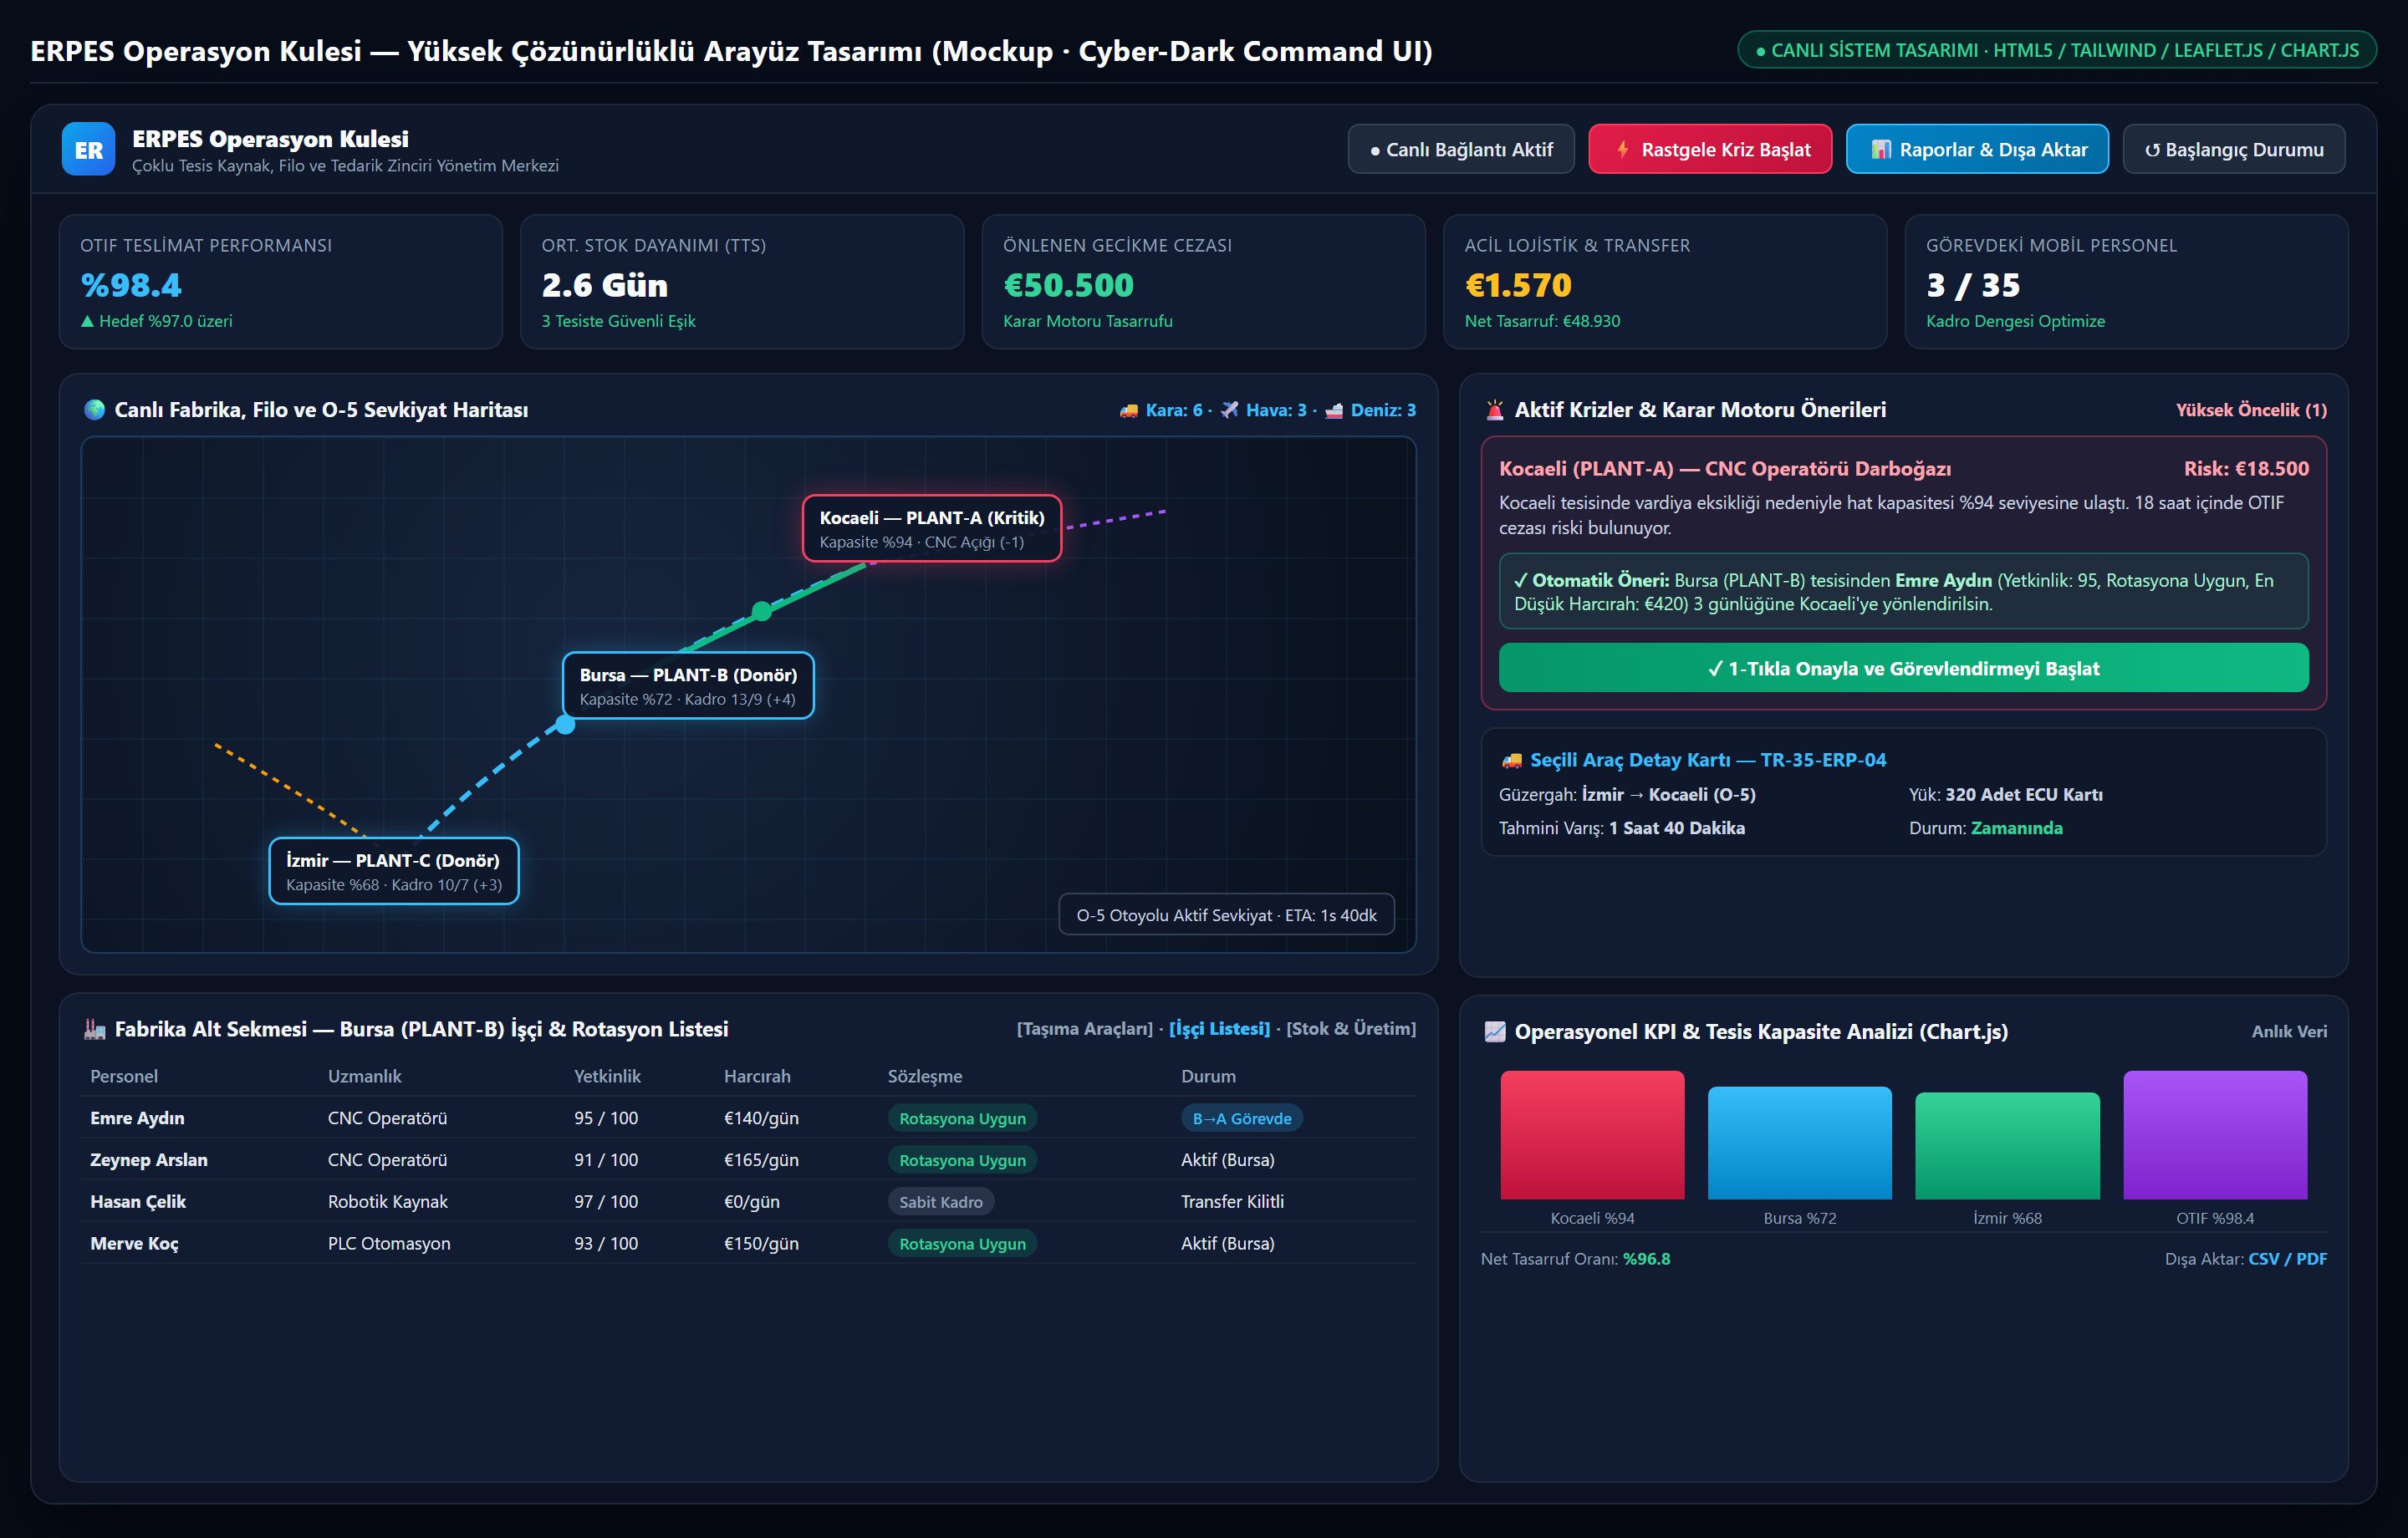 ERPES Operasyon Kulesi — Yüksek Çözünürlüklü Arayüz Tasarımı (Mockup · Cyber-Dark Command UI)
● CANLI SİSTEM TASARIMI · HTML5 / TAILWIND / LEAFLET.JS / CHART.JS
ER
ERPES Operasyon Kulesi
Çoklu Tesis Kaynak, Filo ve Tedarik Zinciri Yönetim Merkezi
● Canlı Bağlantı Aktif
⚡ Rastgele Kriz Başlat
📊 Raporlar & Dışa Aktar
↺ Başlangıç Durumu
OTIF TESLİMAT PERFORMANSI
%98.4
▲ Hedef %97.0 üzeri
ORT. STOK DAYANIMI (TTS)
2.6 Gün
3 Tesiste Güvenli Eşik
ÖNLENEN GECİKME CEZASI
€50.500
Karar Motoru Tasarrufu
ACİL LOJİSTİK & TRANSFER
€1.570
Net Tasarruf: €48.930
GÖREVDEKİ MOBİL PERSONEL
3 / 35
Kadro Dengesi Optimize
🌍 Canlı Fabrika, Filo ve O-5 Sevkiyat Haritası
🚚 Kara: 6 · ✈️ Hava: 3 · 🚢 Deniz: 3
Kocaeli — PLANT-A (Kritik)
Kapasite %94 · CNC Açığı (-1)
Bursa — PLANT-B (Donör)
Kapasite %72 · Kadro 13/9 (+4)
İzmir — PLANT-C (Donör)
Kapasite %68 · Kadro 10/7 (+3)
O-5 Otoyolu Aktif Sevkiyat · ETA: 1s 40dk
🚨 Aktif Krizler & Karar Motoru Önerileri
Yüksek Öncelik (1)
Kocaeli (PLANT-A) — CNC Operatörü Darboğazı
Risk: €18.500
Kocaeli tesisinde vardiya eksikliği nedeniyle hat kapasitesi %94 seviyesine ulaştı. 18 saat içinde OTIF
cezası riski bulunuyor.
✓ Otomatik Öneri: Bursa (PLANT-B) tesisinden Emre Aydın (Yetkinlik: 95, Rotasyona Uygun, En
Düşük Harcırah: €420) 3 günlüğüne Kocaeli'ye yönlendirilsin.
✓ 1-Tıkla Onayla ve Görevlendirmeyi Başlat
🚚 Seçili Araç Detay Kartı — TR-35-ERP-04
Güzergah: İzmir → Kocaeli (O-5)
Yük: 320 Adet ECU Kartı
Tahmini Varış: 1 Saat 40 Dakika
Durum: Zamanında
🏭 Fabrika Alt Sekmesi — Bursa (PLANT-B) İşçi & Rotasyon Listesi
[Taşıma Araçları] · [İşçi Listesi] · [Stok & Üretim]
Personel Uzmanlık Yetkinlik Harcırah Sözleşme Durum
Emre Aydın CNC Operatörü 95 / 100 €140/gün Rotasyona Uygun B→A Görevde
Zeynep Arslan CNC Operatörü 91 / 100 €165/gün Rotasyona Uygun Aktif (Bursa)
Hasan Çelik Robotik Kaynak 97 / 100 €0/gün Sabit Kadro Transfer Kilitli
Merve Koç PLC Otomasyon 93 / 100 €150/gün Rotasyona Uygun Aktif (Bursa)
📈 Operasyonel KPI & Tesis Kapasite Analizi (Chart.js)
Anlık Veri
Kocaeli %94
Bursa %72
İzmir %68
OTIF %98.4
Net Tasarruf Oranı: %96.8
Dışa Aktar: CSV / PDF